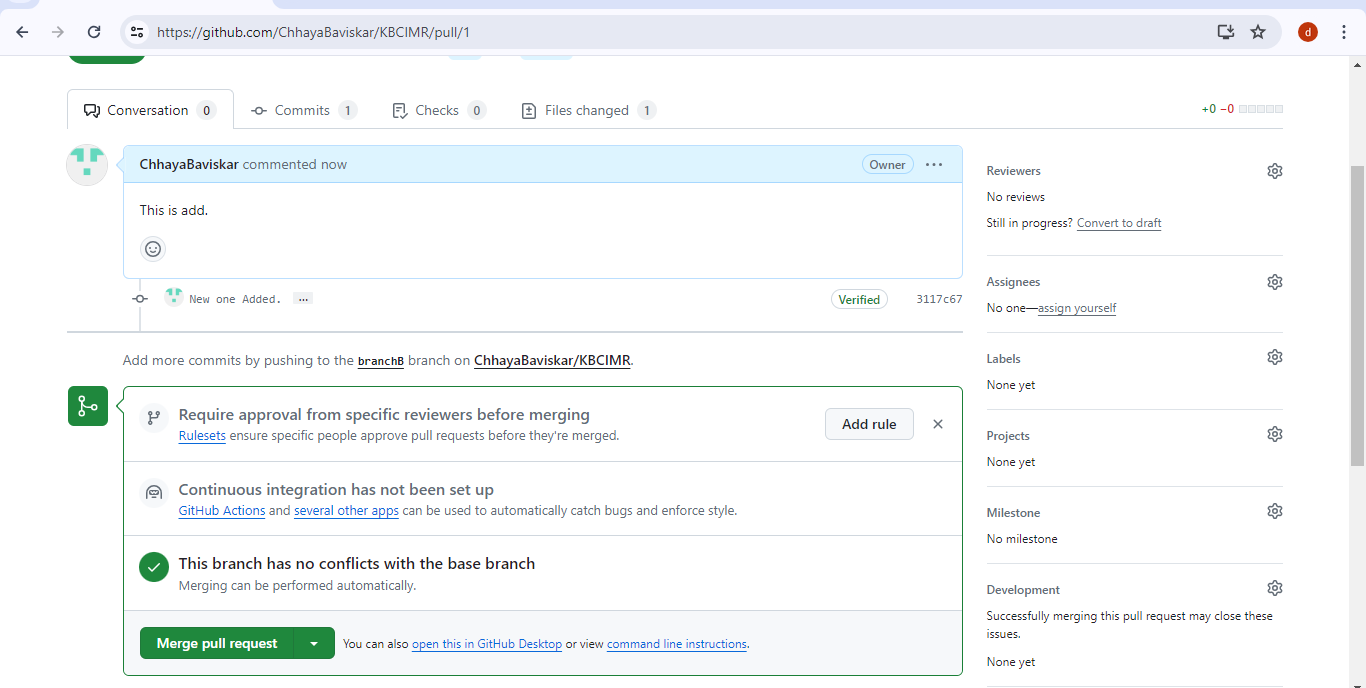 https://github.com/ChhayaBaviskar/KBCIMR/pull/1
d
Conversation 0 Commits 1 Checks 0 Files changed 1
+0 −0
ChhayaBaviskar commented now Owner ...
This is add.
New one Added. ... Verified 3117c67
Add more commits by pushing to the branchB branch on ChhayaBaviskar/KBCIMR.
Require approval from specific reviewers before merging
Rulesets ensure specific people approve pull requests before they're merged.
Add rule
Continuous integration has not been set up
GitHub Actions and several other apps can be used to automatically catch bugs and enforce style.
This branch has no conflicts with the base branch
Merging can be performed automatically.
Merge pull request
You can also open this in GitHub Desktop or view command line instructions.
Reviewers
No reviews
Still in progress? Convert to draft
Assignees
No one—assign yourself
Labels
None yet
Projects
None yet
Milestone
No milestone
Development
Successfully merging this pull request may close these
issues.
None yet